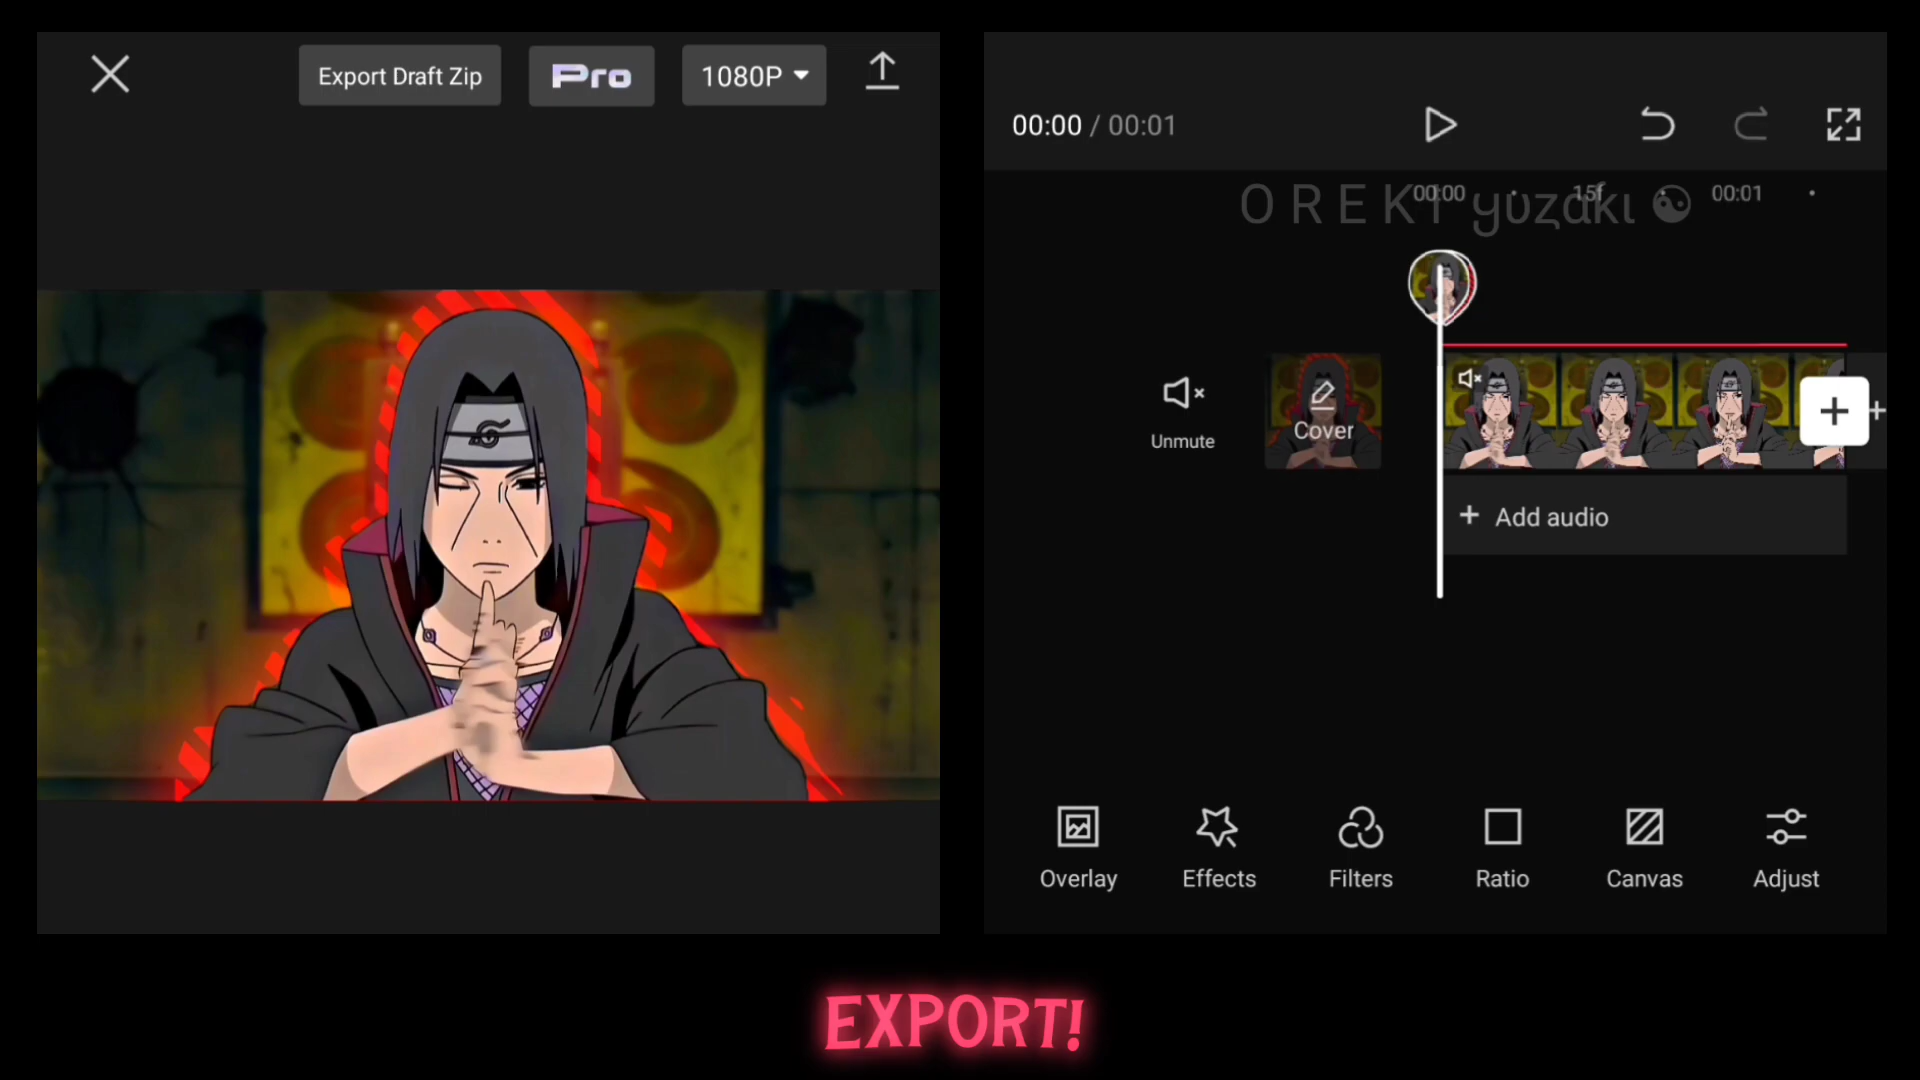 Export Draft Zip
Pro
1080P
00:00 / 00:01
00:00
15f
00:01
O R E K I
Unmute
Cover
+ Add audio
Overlay
Effects
Filters
Ratio
Canvas
Adjust
EXPORT!